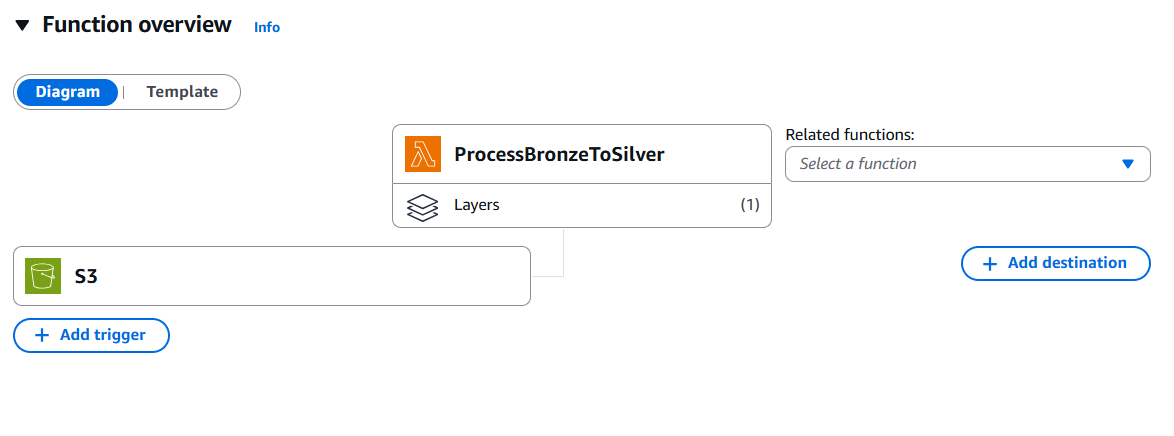 Function overview Info
Diagram | Template
ProcessBronzeToSilver
Layers (1)
Related functions:
Select a function
S3
+ Add destination
+ Add trigger